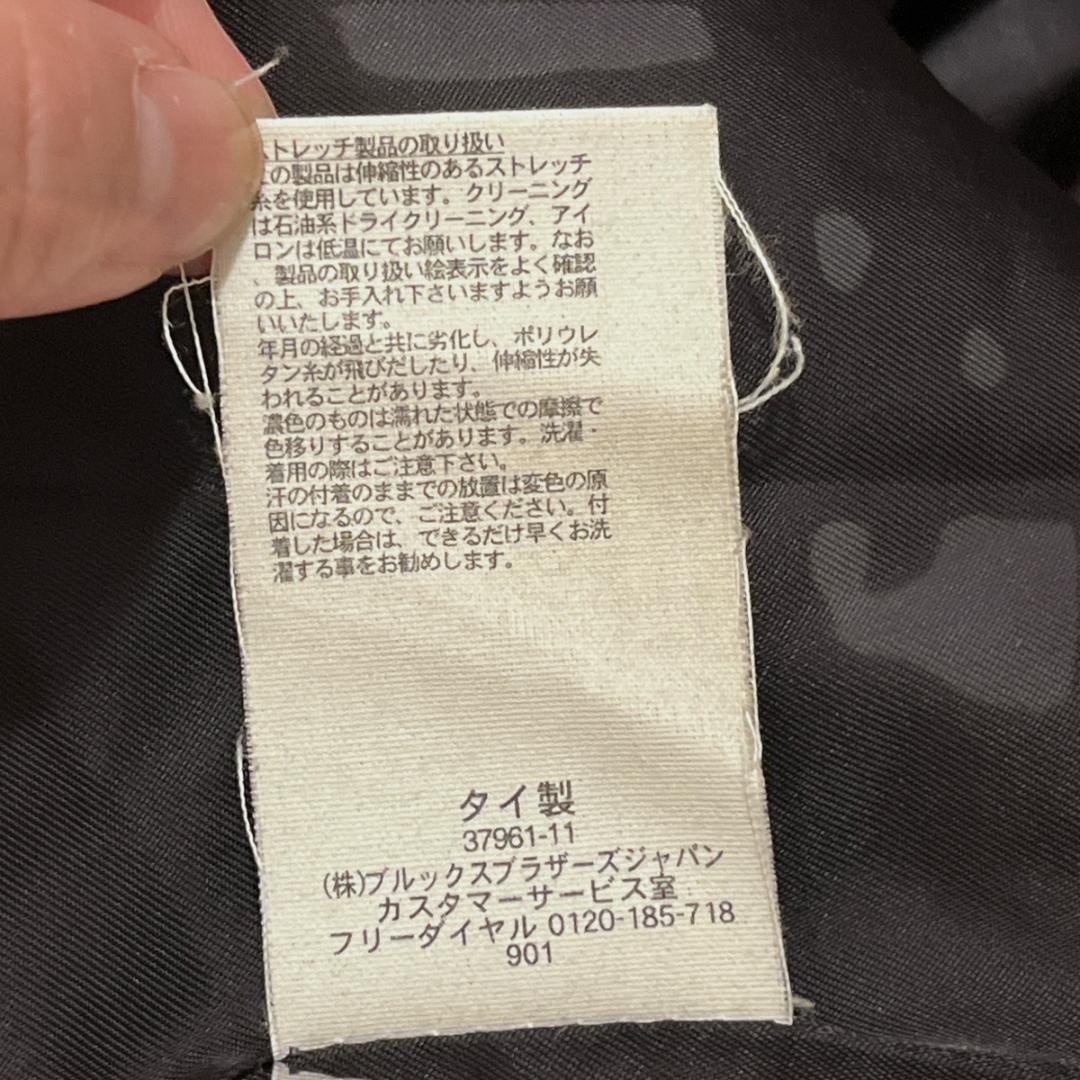 ストレッチ製品の取り扱い
この製品は伸縮性のあるストレッチ
糸を使用しています。クリーニング
は石油系ドライクリーニング、アイ
ロンは低温にてお願いします。なお
、製品の取り扱い絵表示をよく確認
の上、お手入れ下さいますようお願
いいたします。
年月の経過と共に劣化し、ポリウレ
タン糸が飛びだしたり、伸縮性が失
われることがあります。
濃色のものは濡れた状態での摩擦で
色移りすることがあります。洗濯・
着用の際はご注意下さい。
汗の付着のままでの放置は変色の原
因になるので、ご注意ください。付
着した場合は、できるだけ早くお洗
濯する事をお勧めします。
タイ製
37961-11
(株)ブルックスブラザーズジャパン
カスタマーサービス室
フリーダイヤル 0120-185-718
901